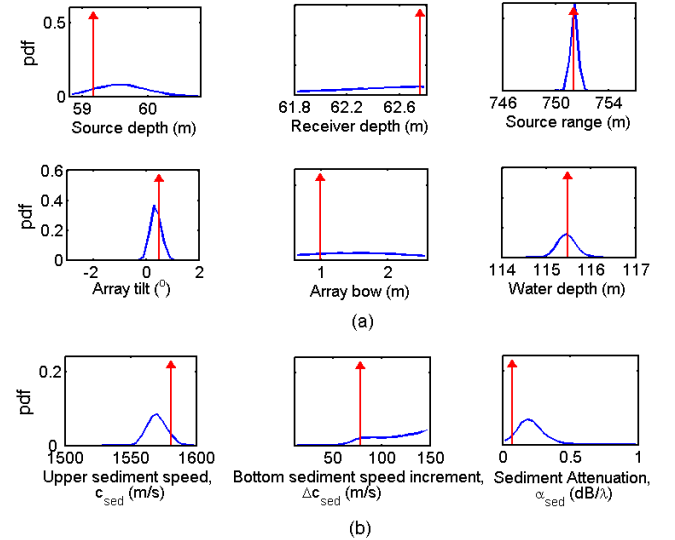 pdf
0.5
0
59 60
Source depth (m)
61.8 62.2 62.6
Receiver depth (m)
746 750 754
Source range (m)
pdf
0.6
0.4
0.2
0
-2 0 2
Array tilt (⁰)
1 2
Array bow (m)
114 115 116 117
Water depth (m)
(a)
pdf
0.2
0
1500 1550 1600
Upper sediment speed,
c_sed (m/s)
50 100 150
Bottom sediment speed increment,
Δc_sed (m/s)
0 0.5 1
Sediment Attenuation,
α_sed (dB/λ)
(b)